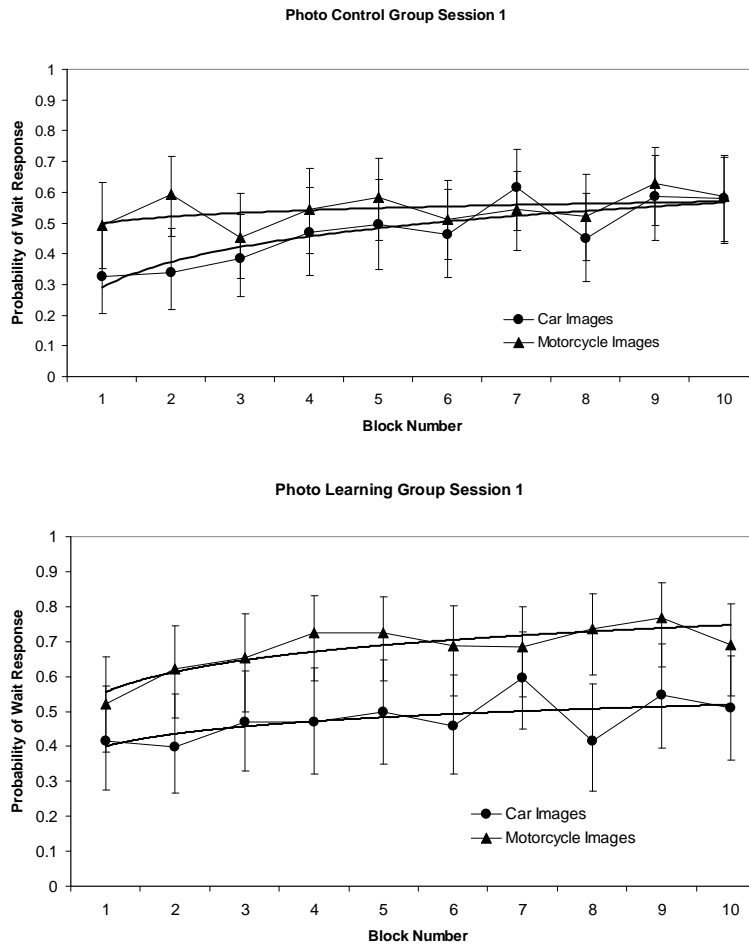 Photo Control Group Session 1
1
0.9
0.8
0.7
0.6
0.5
0.4
0.3
0.2
0.1
0
Probability of Wait Response
Car Images
Motorcycle Images
1 2 3 4 5 6 7 8 9 10
Block Number
Photo Learning Group Session 1
1
0.9
0.8
0.7
0.6
0.5
0.4
0.3
0.2
0.1
0
Probability of Wait Response
Car Images
Motorcycle Images
1 2 3 4 5 6 7 8 9 10
Block Number